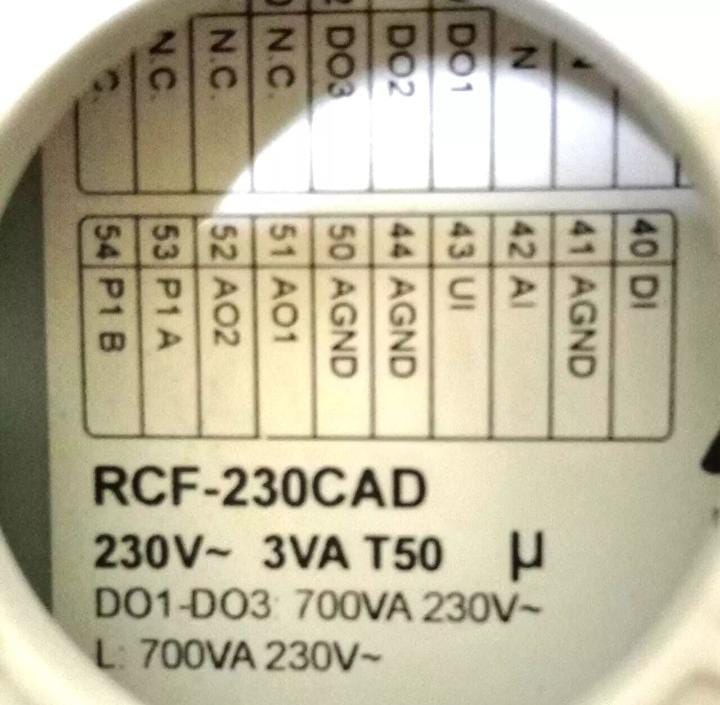 N.C.
N.C.
N.C.
DO3
DO2
DO1
N
54 P1 B
53 P1 A
52 AO2
51 AO1
50 AGND
44 AGND
43 UI
42 AI
41 AGND
40 DI
RCF-230CAD
230V~ 3VA T50 μ
DO1-DO3: 700VA 230V~
L: 700VA 230V~